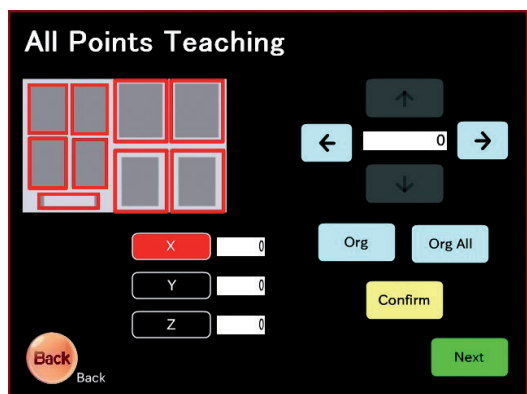 All Points Teaching
↑
← 0 →
↓
X 0
Y 0
Z 0
Org Org All
Confirm
Back
Back
Next